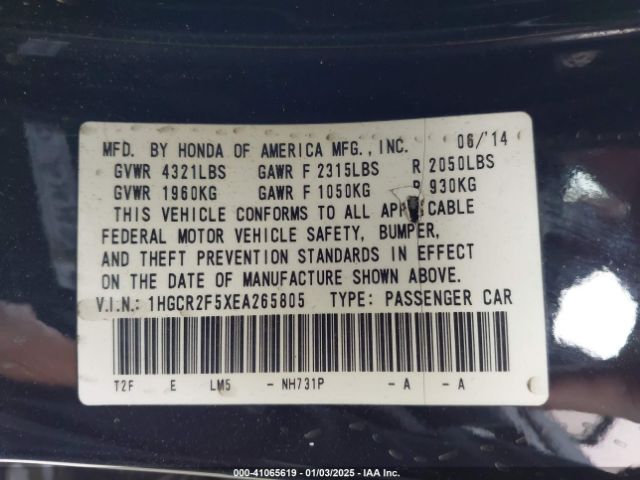 MFD. BY HONDA OF AMERICA MFG., INC. 06/'14
GVWR 4321LBS GAWR F 2315LBS R 2050LBS
GVWR 1960KG GAWR F 1050KG R 930KG
THIS VEHICLE CONFORMS TO ALL APPLICABLE
FEDERAL MOTOR VEHICLE SAFETY, BUMPER,
AND THEFT PREVENTION STANDARDS IN EFFECT
ON THE DATE OF MANUFACTURE SHOWN ABOVE.
V.I.N.: 1HGCR2F5XEA265805 TYPE: PASSENGER CAR
T2F E LM5 - NH731P - A - A
000-41065619 - 01/03/2025 - IAA Inc.